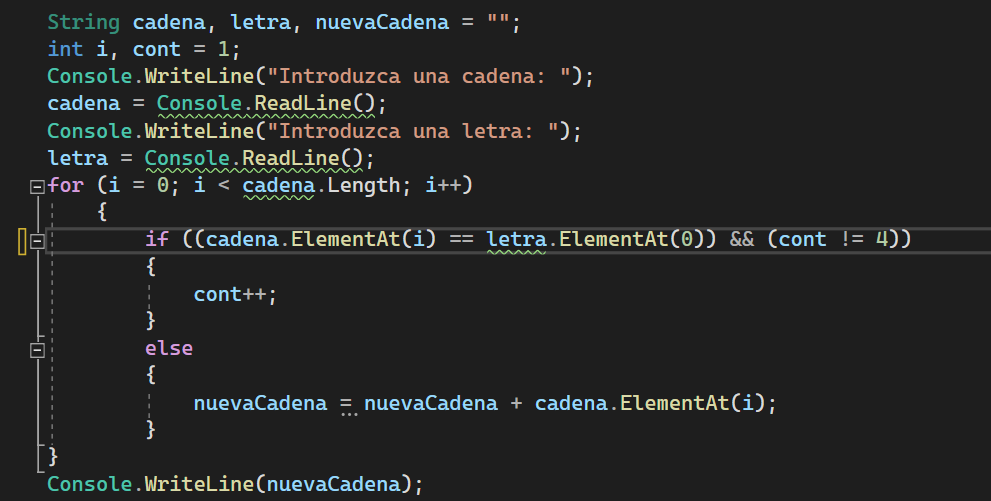 String cadena, letra, nuevaCadena = "";
int i, cont = 1;
Console.WriteLine("Introduzca una cadena: ");
cadena = Console.ReadLine();
Console.WriteLine("Introduzca una letra: ");
letra = Console.ReadLine();
for (i = 0; i < cadena.Length; i++)
{
if ((cadena.ElementAt(i) == letra.ElementAt(0)) && (cont != 4))
{
cont++;
}
else
{
nuevaCadena = nuevaCadena + cadena.ElementAt(i);
}
}
Console.WriteLine(nuevaCadena);